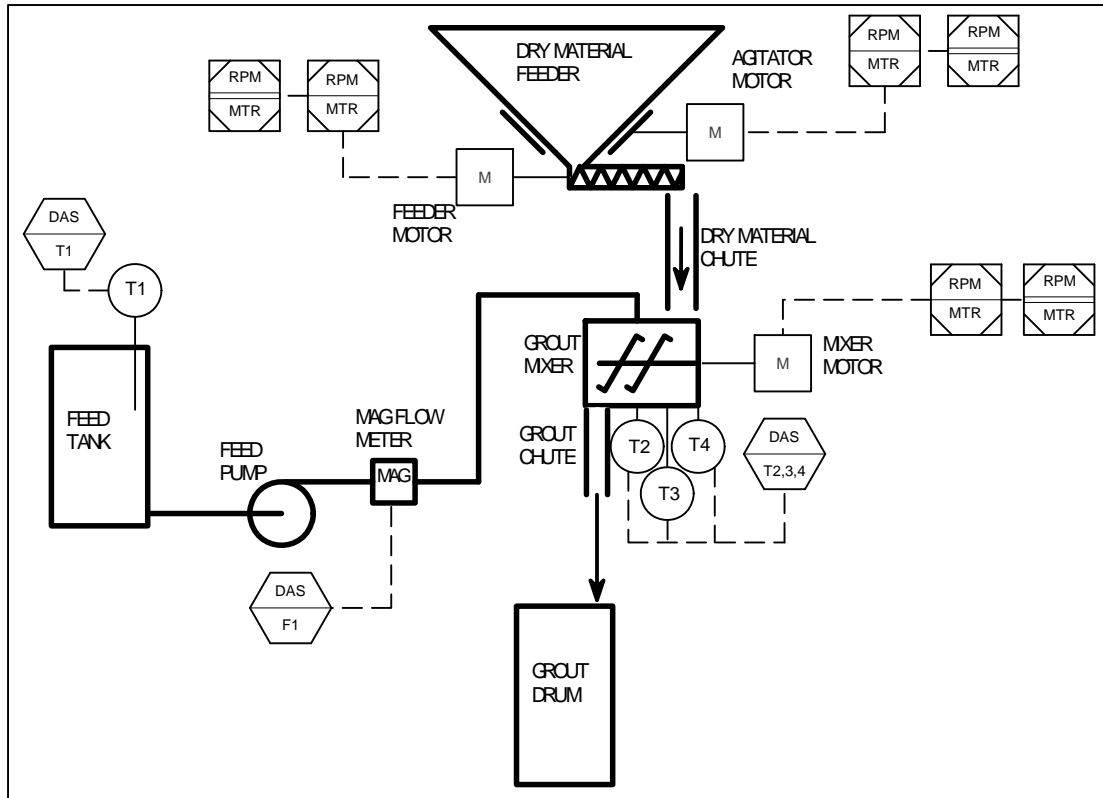 DRY MATERIAL
FEEDER
AGITATOR
MOTOR
RPM
MTR
RPM
MTR
RPM
MTR
RPM
MTR
M
M
FEEDER
MOTOR
DAS
T1
T1
DRY MATERIAL
CHUTE
RPM
MTR
RPM
MTR
GROUT
MIXER
M
MIXER
MOTOR
FEED
TANK
FEED
PUMP
MAG FLOW
METER
MAG
GROUT
CHUTE
T2
T4
T3
DAS
T2,3,4
DAS
F1
GROUT
DRUM